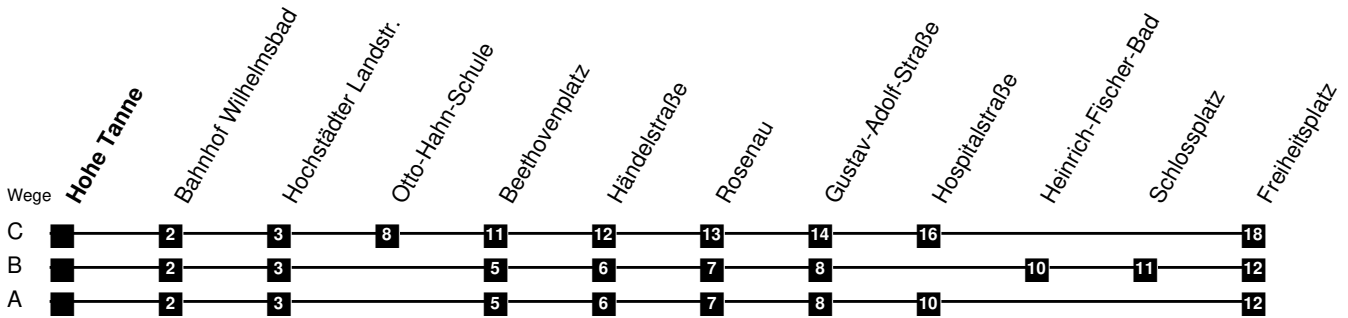 Wege
Hohe Tanne
Bahnhof Wilhelmsbad
Hochstädter Landstr.
Otto-Hahn-Schule
Beethovenplatz
Händelstraße
Rosenau
Gustav-Adolf-Straße
Hospitalstraße
Heinrich-Fischer-Bad
Schlossplatz
Freiheitsplatz
C 2 3 8 11 12 13 14 16 18
B 2 3 5 6 7 8 10 11 12
A 2 3 5 6 7 8 10 12